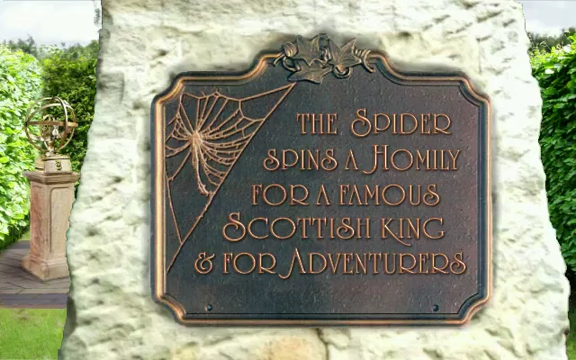 THE SPIDER
SPINS A HOMILY
FOR A FAMOUS
SCOTTISH KING
& FOR ADVENTURERS